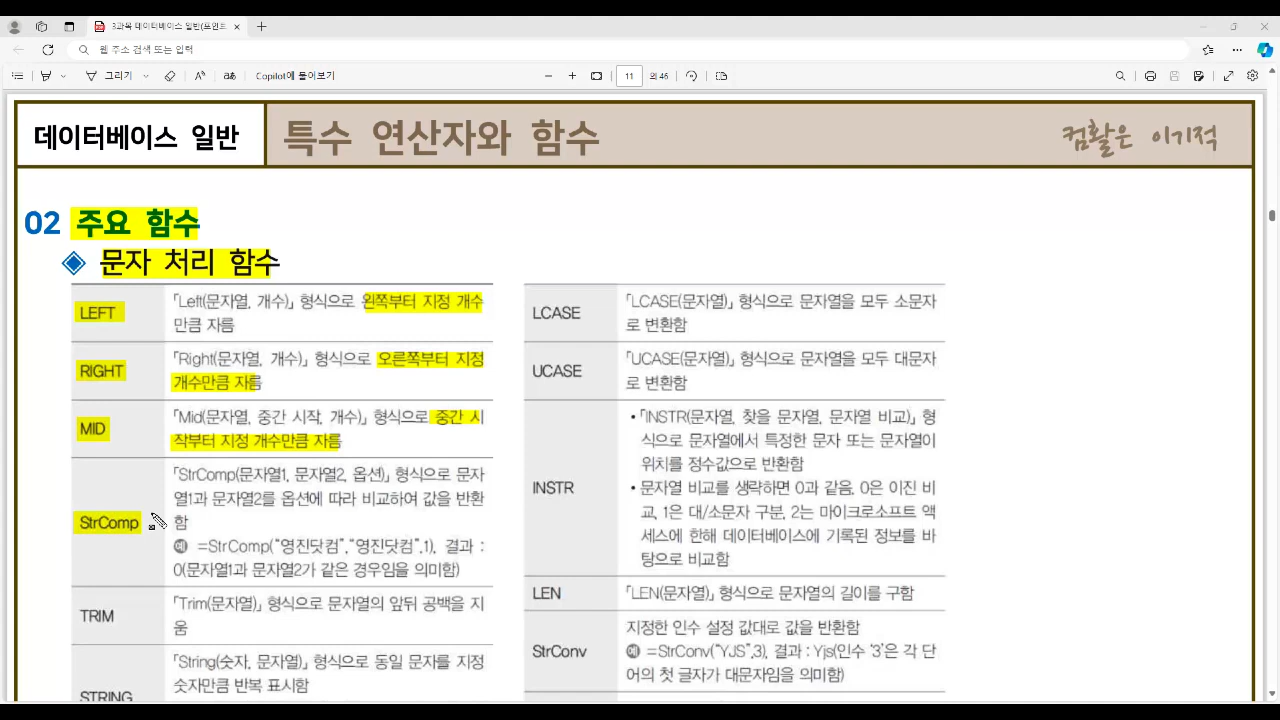 3과목 데이터베이스 일반(포인트
웹 주소 검색 또는 입력
그리기
Copilot에 물어보기
11
의 46
데이터베이스 일반
특수 연산자와 함수
컴활은 이기적
02 주요 함수
문자 처리 함수
LEFT
「Left(문자열, 개수)」 형식으로 왼쪽부터 지정 개수
만큼 자름
RIGHT
「Right(문자열, 개수)」 형식으로 오른쪽부터 지정
개수만큼 자름
MID
「Mid(문자열, 중간 시작, 개수)」 형식으로 중간 시
작부터 지정 개수만큼 자름
StrComp
「StrComp(문자열1, 문자열2, 옵션)」 형식으로 문자
열1과 문자열2를 옵션에 따라 비교하여 값을 반환
함
예 =StrComp("영진닷컴","영진닷컴",1), 결과 :
0(문자열1과 문자열2가 같은 경우임을 의미함)
TRIM
「Trim(문자열)」 형식으로 문자열의 앞뒤 공백을 지
움
STRING
「String(숫자, 문자열)」 형식으로 동일 문자를 지정
숫자만큼 반복 표시함
LCASE
「LCASE(문자열)」 형식으로 문자열을 모두 소문자
로 변환함
UCASE
「UCASE(문자열)」 형식으로 문자열을 모두 대문자
로 변환함
INSTR
•「INSTR(문자열, 찾을 문자열, 문자열 비교)」 형
식으로 문자열에서 특정한 문자 또는 문자열이
위치를 정수값으로 반환함
• 문자열 비교를 생략하면 0과 같음, 0은 이진 비
교, 1은 대/소문자 구분, 2는 마이크로소프트 액
세스에 한해 데이터베이스에 기록된 정보를 바
탕으로 비교함
LEN
「LEN(문자열)」 형식으로 문자열의 길이를 구함
StrConv
지정한 인수 설정 값대로 값을 반환함
예 =StrConv("YJS",3), 결과 : Yjs(인수 '3'은 각 단
어의 첫 글자가 대문자임을 의미함)